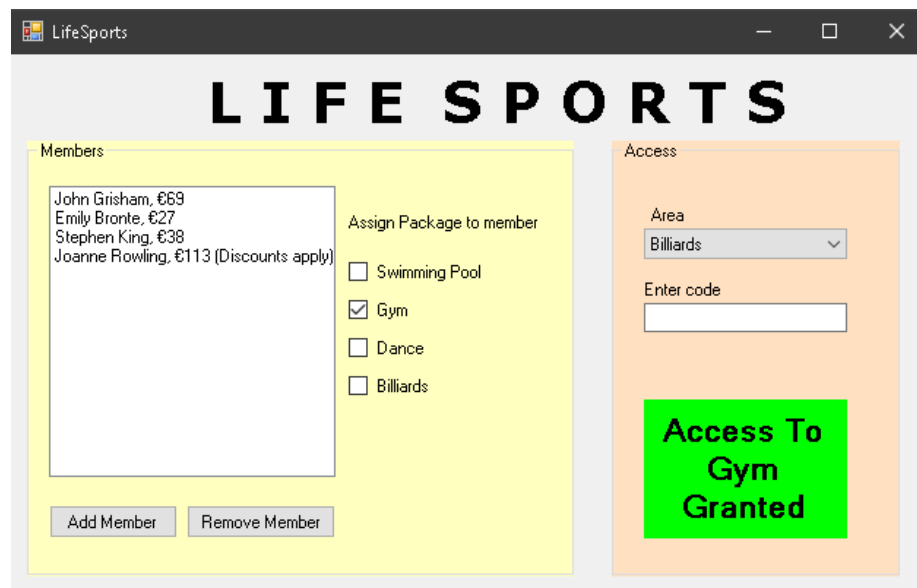 LifeSports
LIFE SPORTS
Members
John Grisham, €69
Emily Bronte, €27
Stephen King, €38
Joanne Rowling, €113 (Discounts apply)
Assign Package to member
Swimming Pool
Gym
Dance
Billiards
Add Member
Remove Member
Access
Area
Billiards
Enter code
Access To
Gym
Granted